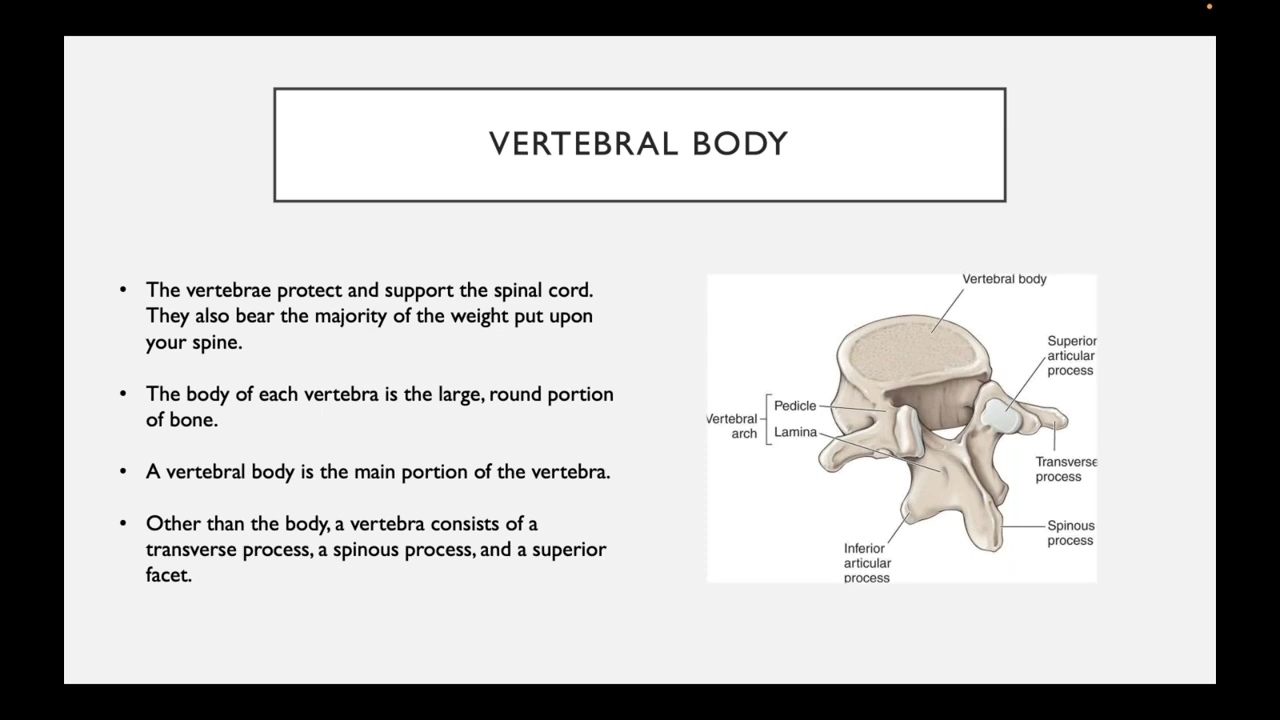 VERTEBRAL BODY
• The vertebrae protect and support the spinal cord.
They also bear the majority of the weight put upon
your spine.
• The body of each vertebra is the large, round portion
of bone.
• A vertebral body is the main portion of the vertebra.
• Other than the body, a vertebra consists of a
transverse process, a spinous process, and a superior
facet.
Vertebral body
Superior
articular
process
Pedicle
Vertebral
arch
Lamina
Transverse
process
Spinous
process
Inferior
articular
process